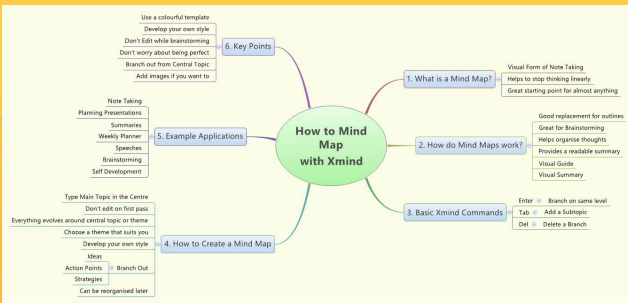 How to Mind
Map
with Xmind
1. What is a Mind Map?
Visual Form of Note Taking
Helps to stop thinking linearly
Great starting point for almost anything
2. How do Mind Maps work?
Good replacement for outlines
Great for Brainstorming
Helps organise thoughts
Provides a readable summary
Visual Guide
Visual Summary
3. Basic Xmind Commands
Enter Branch on same level
Tab Add a Subtopic
Del Delete a Branch
4. How to Create a Mind Map
Type Main Topic in the Centre
Don't edit on first pass
Everything evolves around central topic or theme
Choose a theme that suits you
Develop your own style
Branch Out
Ideas
Action Points
Strategies
Can be reorganised later
5. Example Applications
Note Taking
Planning Presentations
Summaries
Weekly Planner
Speeches
Brainstorming
Self Development
6. Key Points
Use a colourful template
Develop your own style
Don't Edit while brainstorming
Don't worry about being perfect
Branch out from Central Topic
Add images if you want to